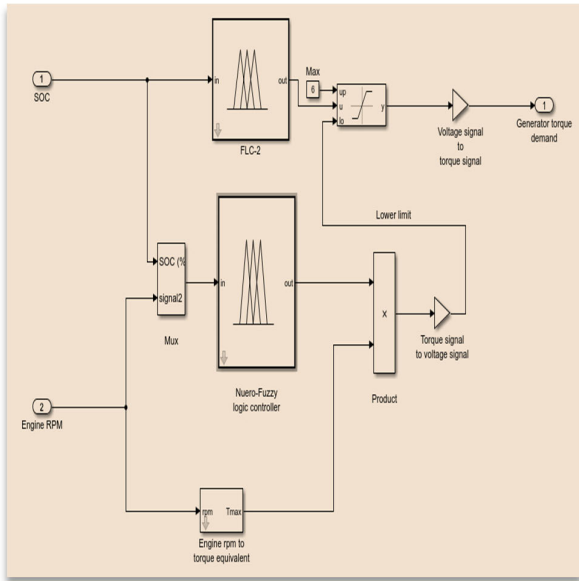 1
SOC
in
out
FLC-2
Max
6
up
u
lo
y
Voltage signal
to
torque signal
1
Generator torque
demand
Lower limit
SOC (%
signal2
Mux
in
out
Nuero-Fuzzy
logic controller
x
Product
Torque signal
to voltage signal
2
Engine RPM
rpm
Tmax
Engine rpm to
torque equivalent